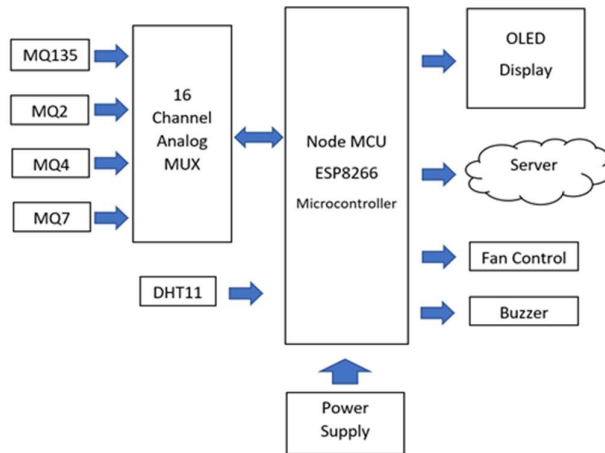 MQ135
MQ2
MQ4
MQ7
16
Channel
Analog
MUX
DHT11
Node MCU
ESP8266
Microcontroller
Power
Supply
OLED
Display
Server
Fan Control
Buzzer